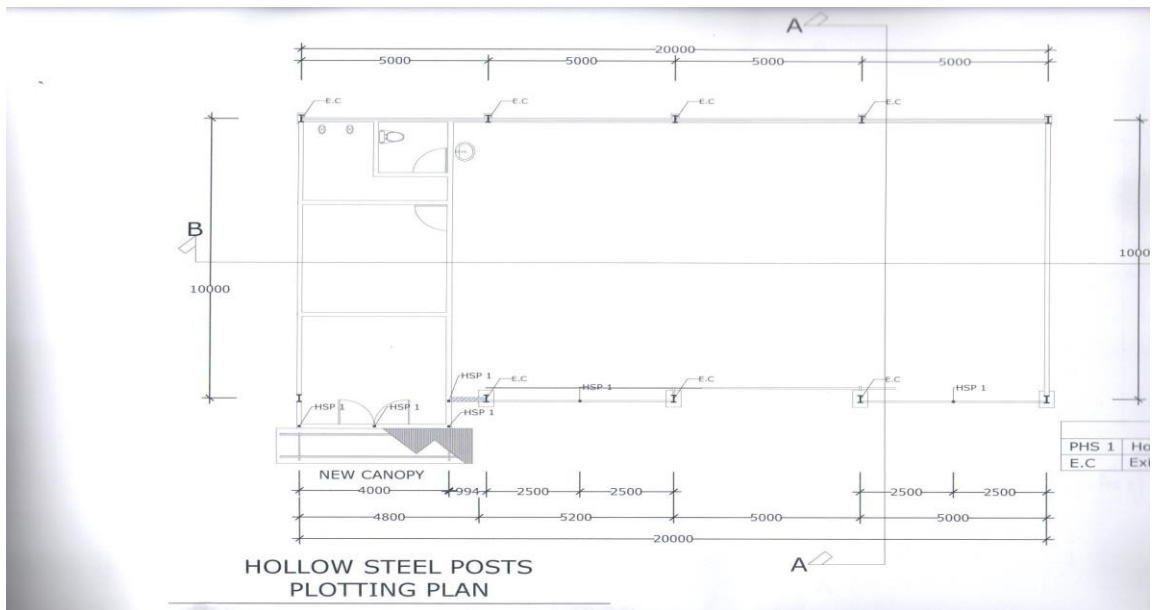 A
20000
5000 5000 5000 5000
E.C E.C E.C E.C
B
10000
1000
HSP 1 E.C HSP 1 E.C E.C HSP 1
HSP 1 HSP 1 HSP 1
NEW CANOPY
PHS 1 Ho
E.C Exi
4000 994 2500 2500 2500 2500
4800 5200 5000 5000
20000
A
HOLLOW STEEL POSTS
PLOTTING PLAN